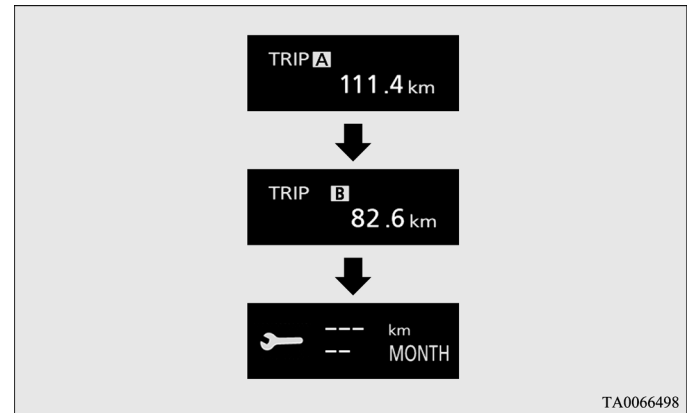 TRIP A
111.4 km
TRIP B
82.6 km
--- km
-- MONTH
TA0066498